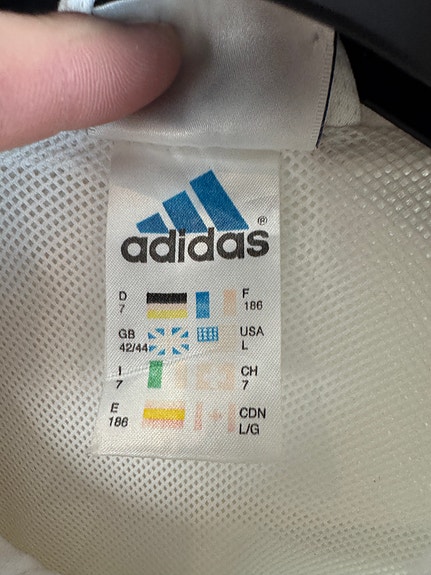 adidas®
D F
7 186
GB USA
42/44 L
I CH
7 7
E CDN
186 L/G